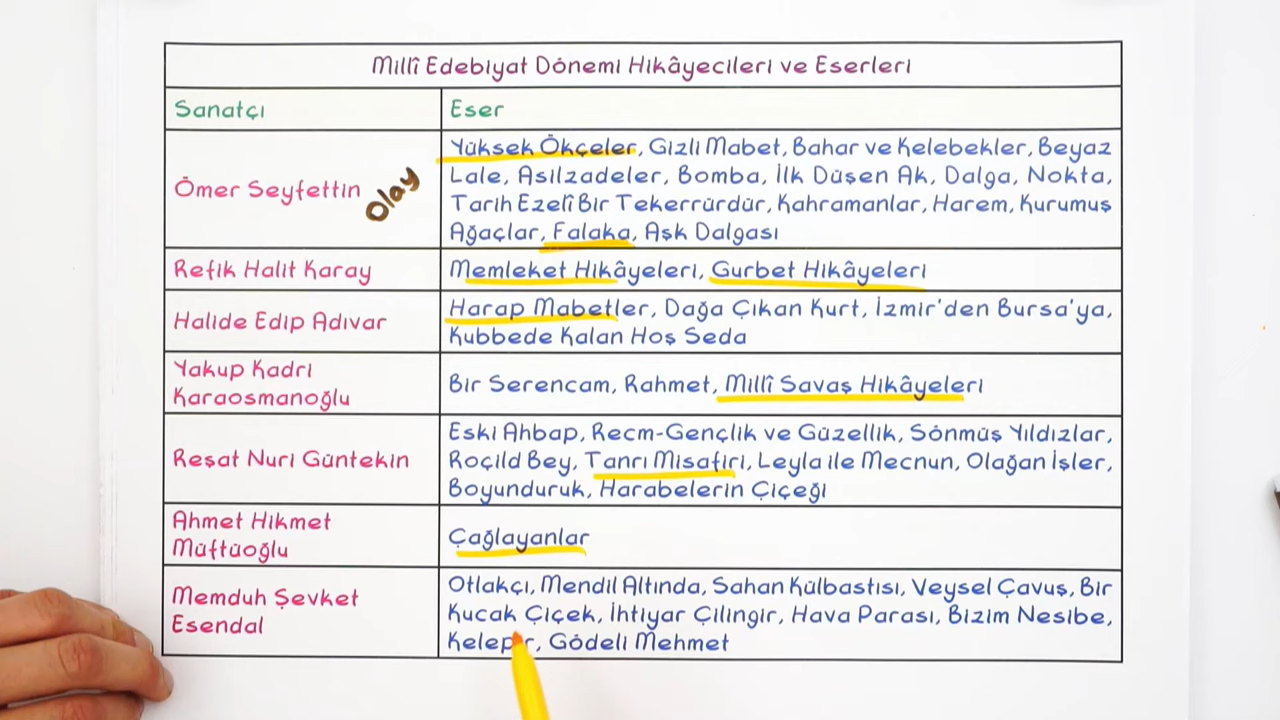 Millî Edebiyat Dönemi Hikâyecileri ve Eserleri
Sanatçı
Eser
Ömer Seyfettin
Olay
Yüksek Ökçeler, Gizli Mabet, Bahar ve Kelebekler, Beyaz
Lale, Asilzadeler, Bomba, İlk Düşen Ak, Dalga, Nokta,
Tarih Ezelî Bir Tekerrürdür, Kahramanlar, Harem, Kurumuş
Ağaçlar, Falaka, Aşk Dalgası
Refik Halit Karay
Memleket Hikâyeleri, Gurbet Hikâyeleri
Halide Edip Adıvar
Harap Mabetler, Dağa Çıkan Kurt, İzmir'den Bursa'ya,
Kubbede Kalan Hoş Seda
Yakup Kadri
Karaosmanoğlu
Bir Serencam, Rahmet, Millî Savaş Hikâyeleri
Reşat Nuri Güntekin
Eski Ahbap, Recm-Gençlik ve Güzellik, Sönmüş Yıldızlar,
Roçild Bey, Tanrı Misafiri, Leyla ile Mecnun, Olağan İşler,
Boyunduruk, Harabelerin Çiçeği
Ahmet Hikmet
Müftüoğlu
Çağlayanlar
Memduh Şevket
Esendal
Otlakçı, Mendil Altında, Sahan Külbastısı, Veysel Çavuş, Bir
Kucak Çiçek, İhtiyar Çilingir, Hava Parası, Bizim Nesibe,
Kelepir, Gödeli Mehmet